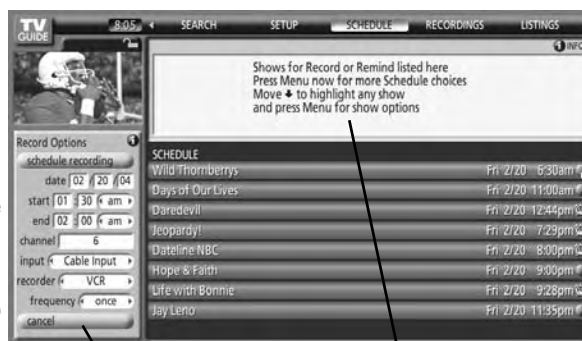 TV GUIDE
8:05
SEARCH SETUP SCHEDULE RECORDINGS LISTINGS
INFO
Shows for Record or Remind listed here
Press Menu now for more Schedule choices
Move ↓ to highlight any show
and press Menu for show options
Record Options
schedule recording
date 02 / 20 / 04
start 01 : 30 am
end 02 : 00 am
channel 6
input Cable Input
recorder VCR
frequency once
cancel
SCHEDULE
Wild Thornberrys Fri 2/20 6:30am
Days of Our Lives Fri 2/20 11:00am
Daredevil Fri 2/20 12:44pm
Jeopardy! Fri 2/20 7:29pm
Dateline NBC Fri 2/20 8:00pm
Hope & Faith Fri 2/20 9:00pm
Life with Bonnie Fri 2/20 9:28pm
Jay Leno Fri 2/20 11:35pm